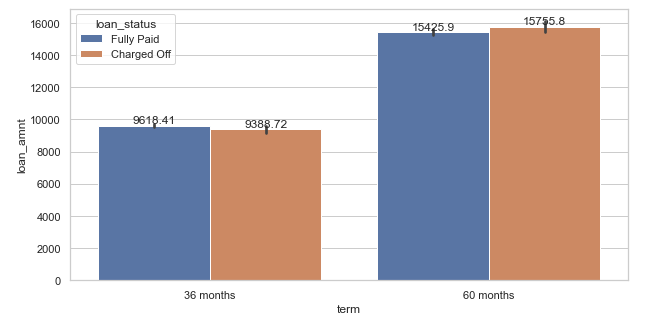 loan_status
Fully Paid
Charged Off
loan_amnt
16000
14000
12000
10000
8000
6000
4000
2000
0
9618.41
9388.72
15425.9
15755.8
36 months
60 months
term